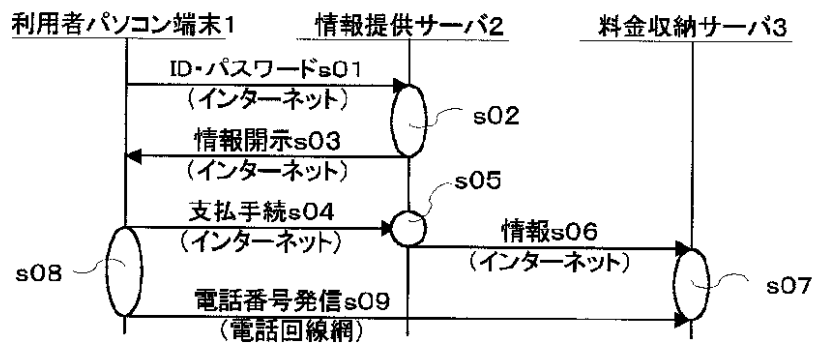 利用者パソコン端末1
情報提供サーバ2
料金収納サーバ3
ID・パスワードs01
(インターネット)
s02
情報開示s03
(インターネット)
s05
支払手続s04
(インターネット)
情報s06
(インターネット)
s08
s07
電話番号発信s09
(電話回線網)